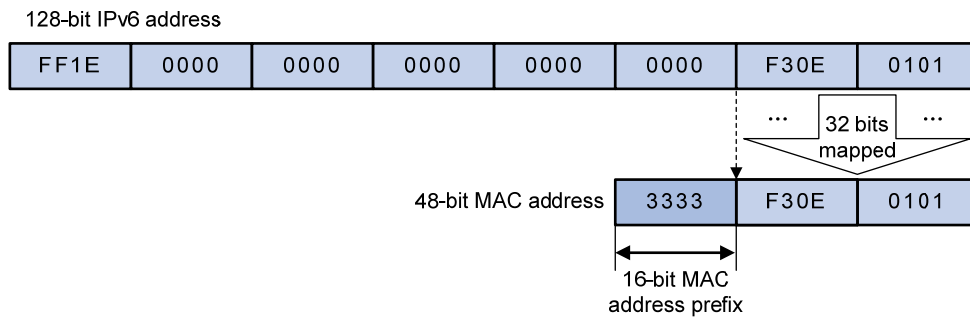 128-bit IPv6 address
FF1E 0000 0000 0000 0000 0000 F30E 0101
... 32 bits ...
mapped
48-bit MAC address 3333 F30E 0101
16-bit MAC
address prefix